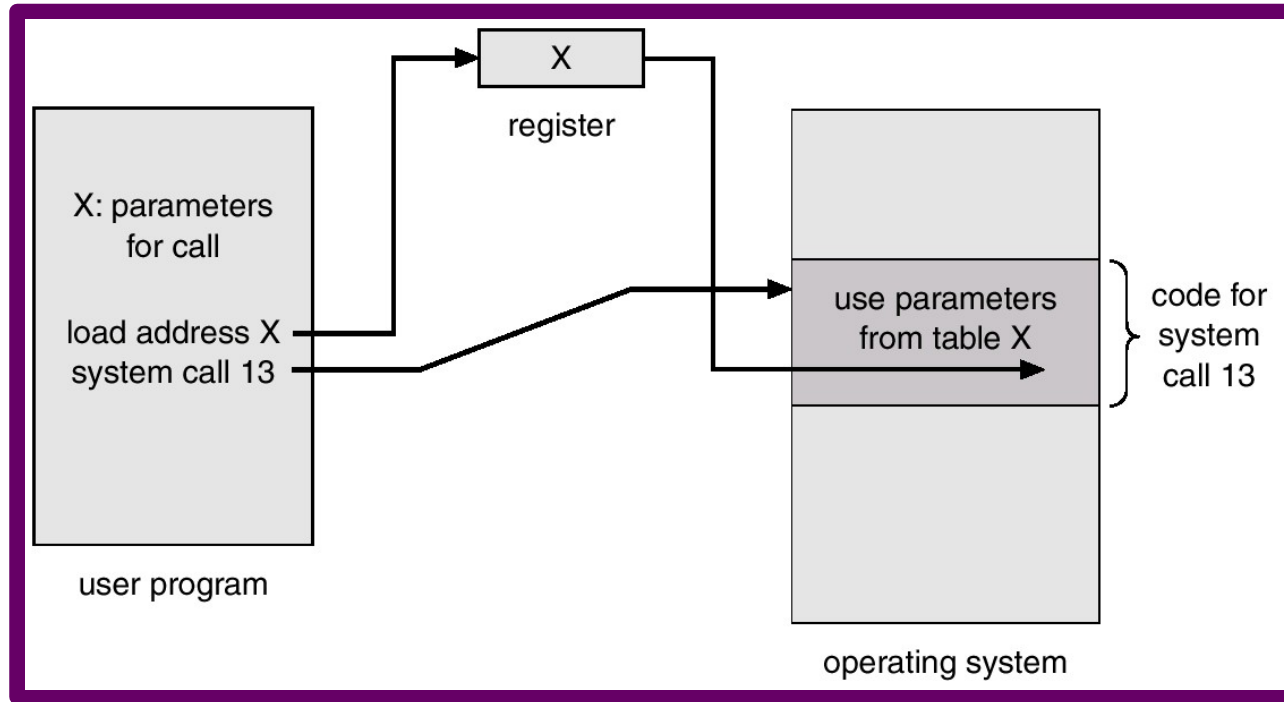 X
register
X: parameters
for call
load address X
system call 13
user program
use parameters
from table X
code for
system
call 13
operating system